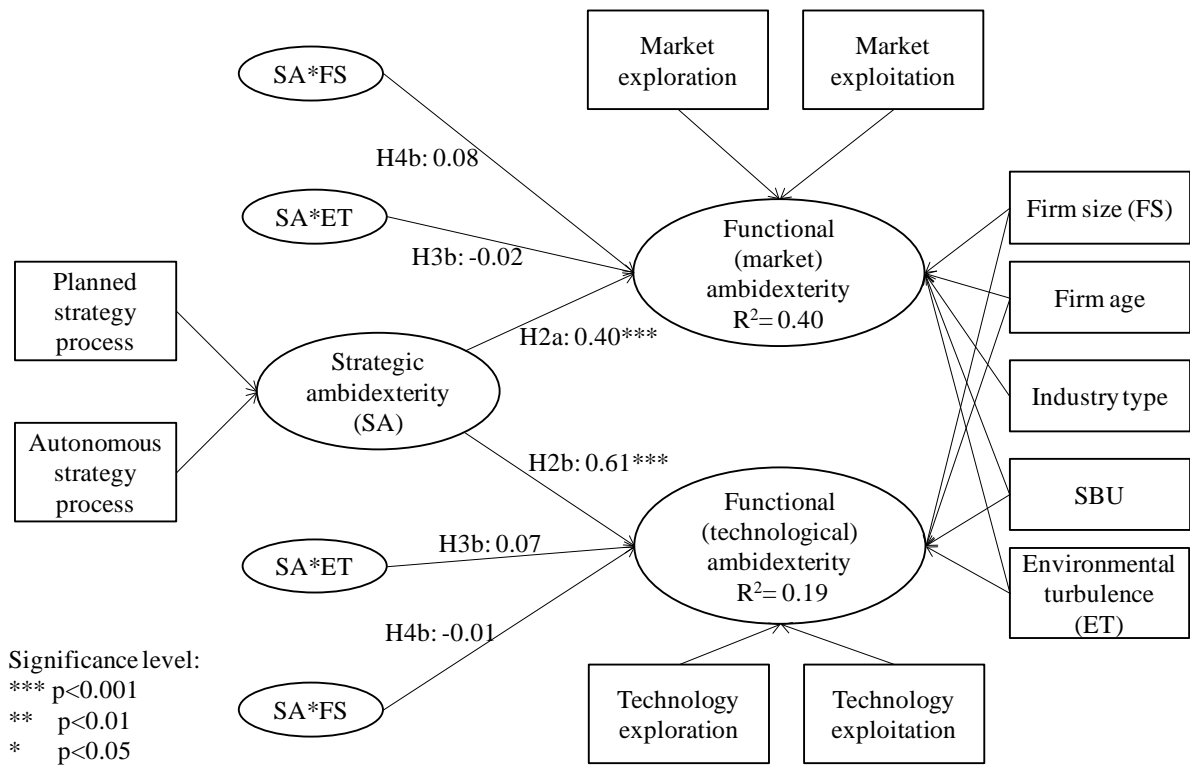 SA*FS
Market
exploration
Market
exploitation
H4b: 0.08
SA*ET
H3b: -0.02
Functional
(market)
ambidexterity
R²= 0.40
Firm size (FS)
Firm age
Industry type
SBU
Environmental
turbulence
(ET)
Planned
strategy
process
Autonomous
strategy
process
Strategic
ambidexterity
(SA)
H2a: 0.40***
H2b: 0.61***
Functional
(technological)
ambidexterity
R²= 0.19
SA*ET
H3b: 0.07
H4b: -0.01
SA*FS
Technology
exploration
Technology
exploitation
Significance level:
*** p<0.001
** p<0.01
* p<0.05